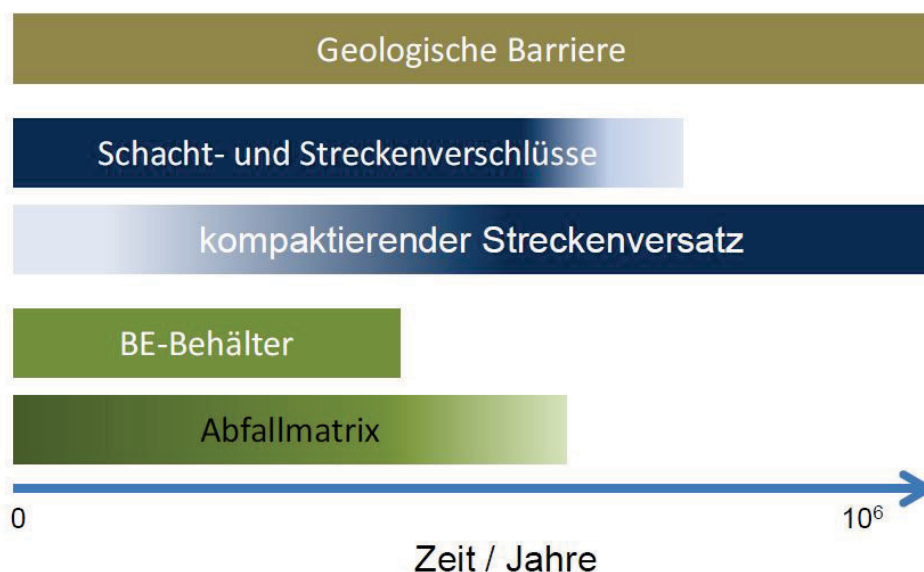 Geologische Barriere
Schacht- und Streckenverschlüsse
kompaktierender Streckenversatz
BE-Behälter
Abfallmatrix
0
10⁶
Zeit / Jahre